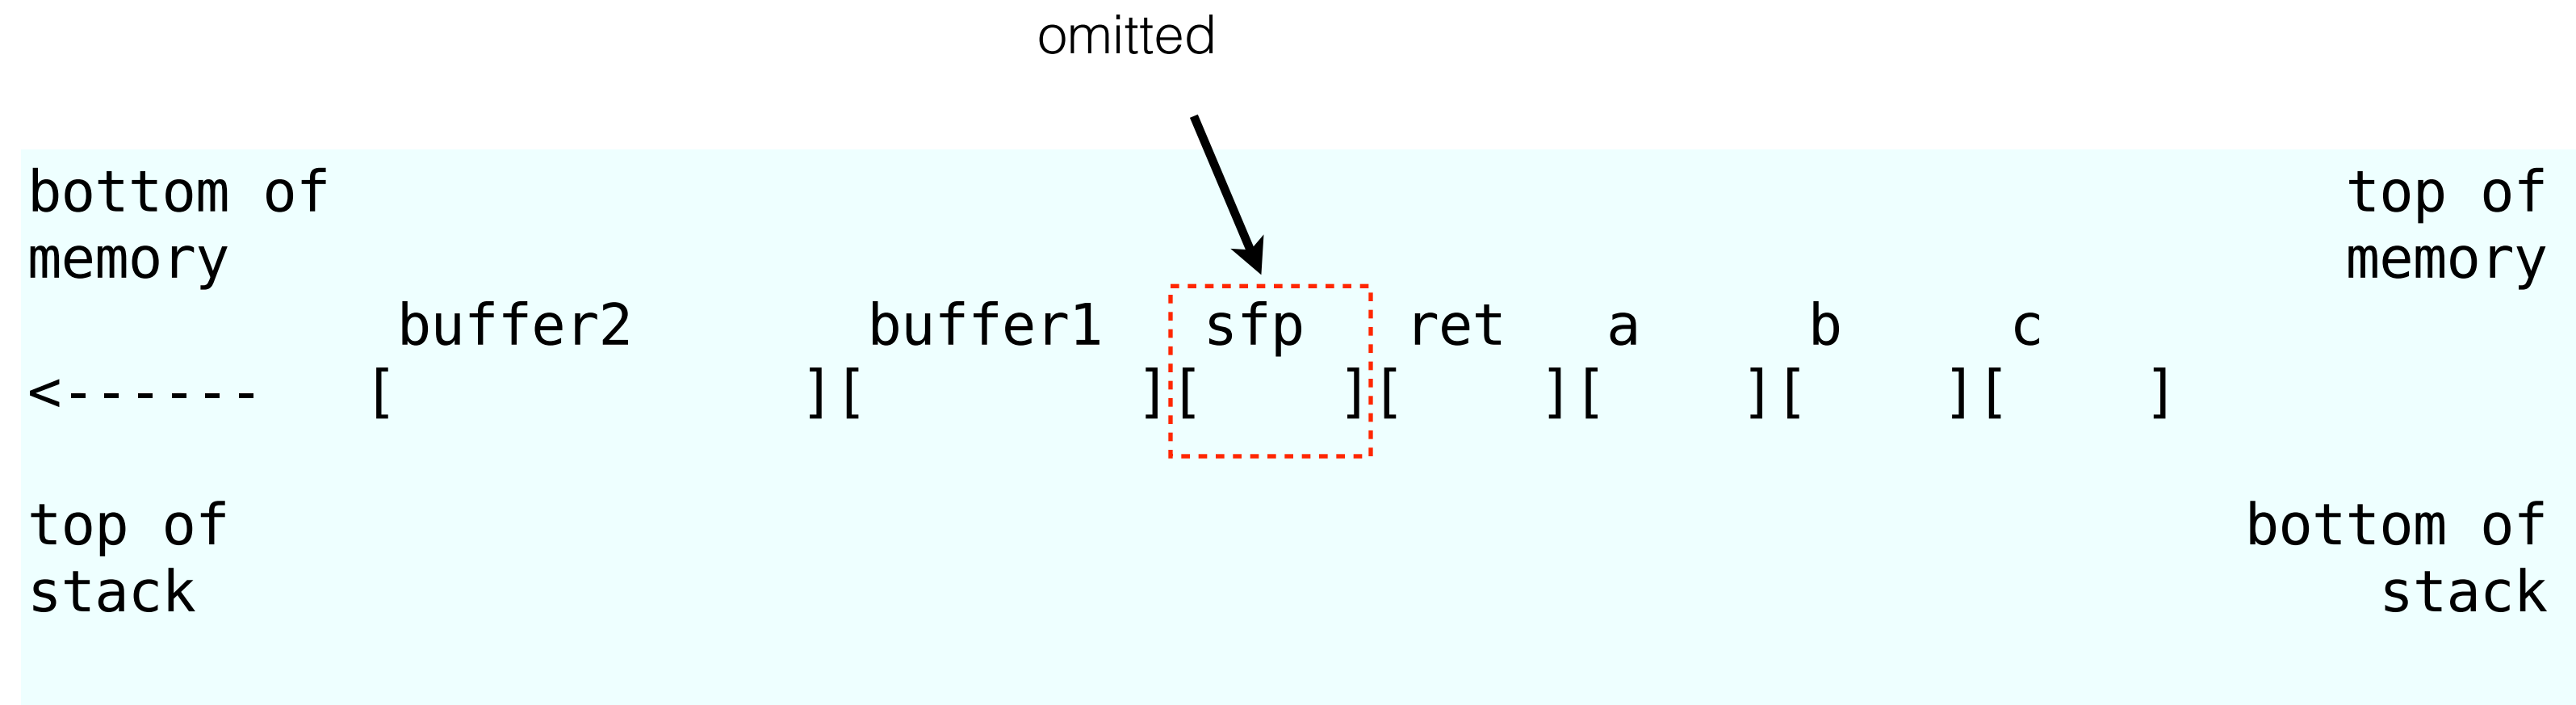 omitted
bottom of top of
memory memory
buffer2 buffer1 sfp ret a b c
<------ [ ][ ][ ][ ][ ][ ][ ]
top of bottom of
stack stack